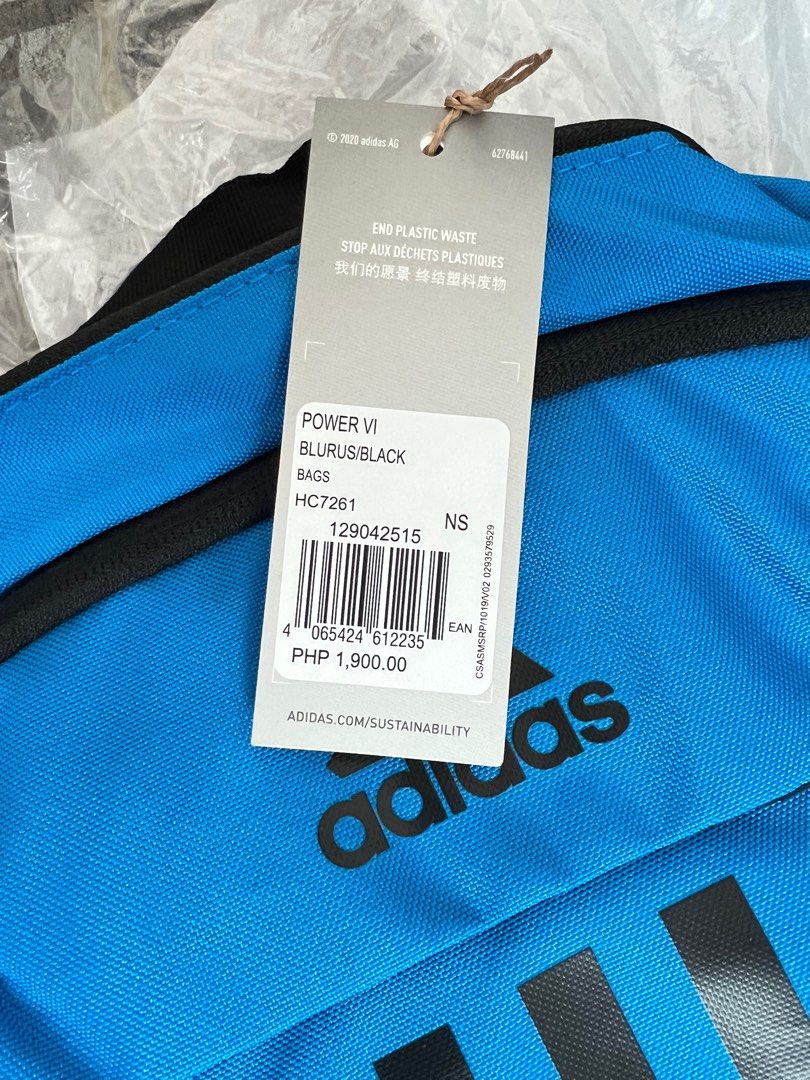 © 2020 adidas AG
62768441
END PLASTIC WASTE
STOP AUX DÉCHETS PLASTIQUES
我们的愿景 终结塑料废物
POWER VI
BLURUS/BLACK
BAGS
HC7261
NS
129042515
4 065424 612235
EAN
PHP 1,900.00
CSASMSRP/1019/V02 0293579529
ADIDAS.COM/SUSTAINABILITY
adidas